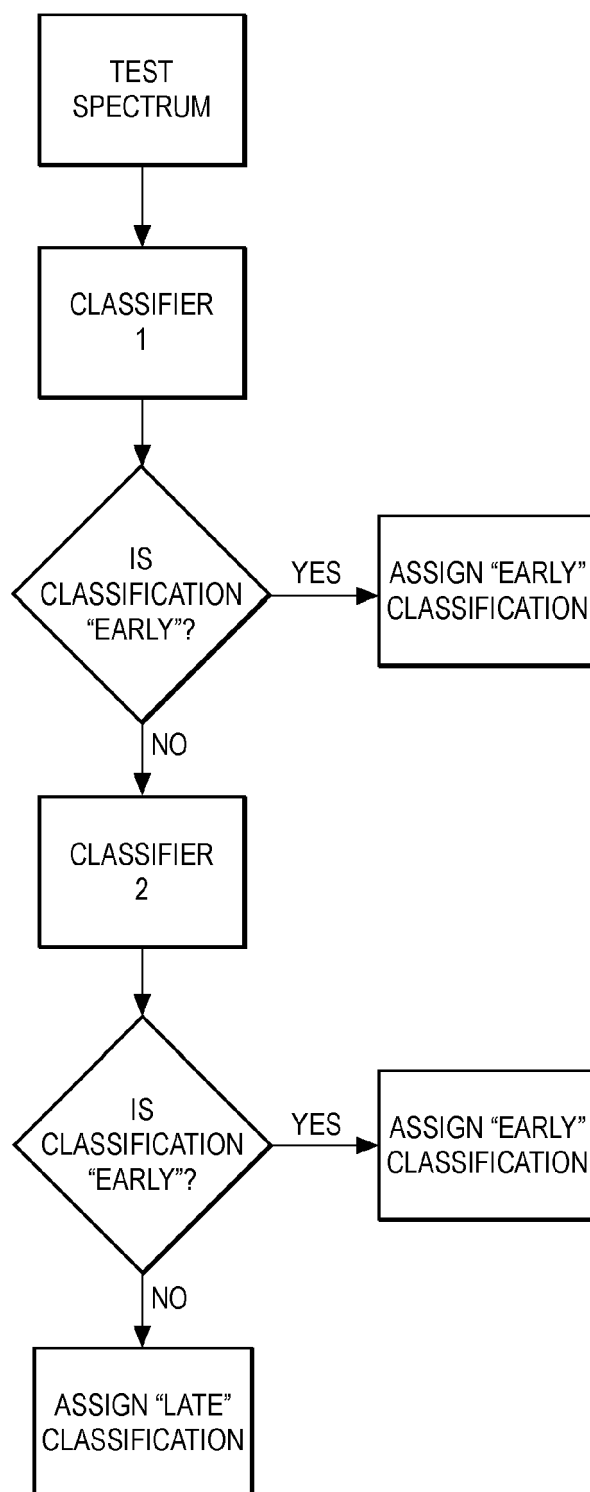 TEST
SPECTRUM
CLASSIFIER
1
IS
CLASSIFICATION
“EARLY”?
YES
ASSIGN “EARLY”
CLASSIFICATION
NO
CLASSIFIER
2
IS
CLASSIFICATION
“EARLY”?
YES
ASSIGN “EARLY”
CLASSIFICATION
NO
ASSIGN “LATE”
CLASSIFICATION